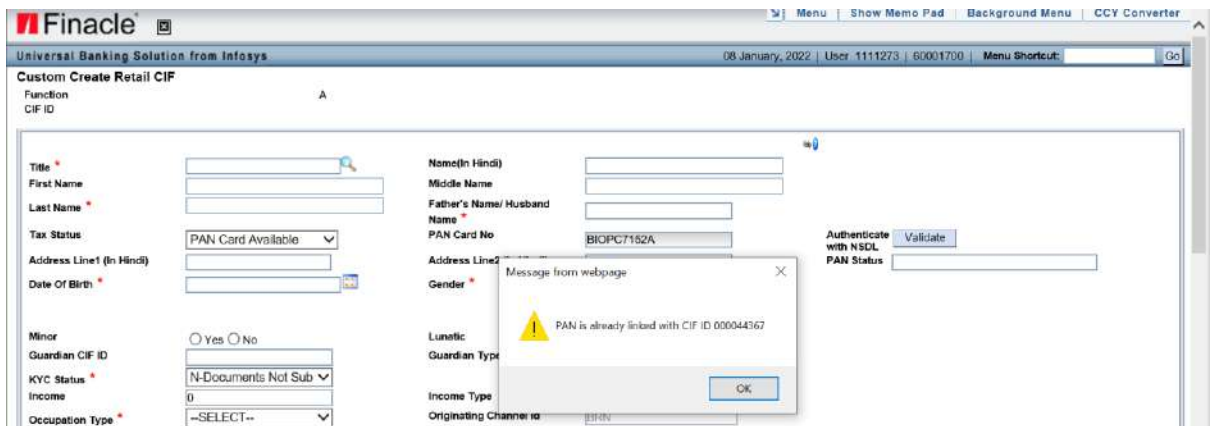 Menu | Show Memo Pad | Background Menu | CCY Converter
Finacle
Universal Banking Solution from Infosys 08 January, 2022 | User 1111273 | 60001700 | Menu Shortcut: Go
Custom Create Retail CIF
Function A
CIF ID
Title * Name(In Hindi)
First Name Middle Name
Last Name * Father's Name/ Husband Name *
Tax Status PAN Card Available PAN Card No BIOPC7152A Authenticate with NSDL Validate
Address Line1 (In Hindi) Address Line2 PAN Status
Date Of Birth * Gender *
Message from webpage
PAN is already linked with CIF ID 000044367
OK
Minor Yes No Lunatic
Guardian CIF ID Guardian Type
KYC Status * N-Documents Not Sub
Income 0 Income Type
Occupation Type * --SELECT-- Originating Channel Id BRN